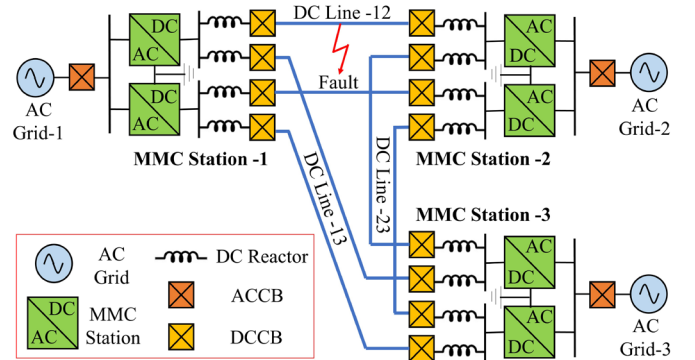 DC Line -12
DC
AC
DC
AC
Fault
AC
Grid-1
MMC Station -1
AC
DC
AC
DC
AC
Grid-2
MMC Station -2
DC Line -13
DC Line -23
MMC Station -3
AC
DC
AC
DC
AC
Grid-3
AC
Grid
DC Reactor
DC
AC
MMC
Station
ACCB
DCCB